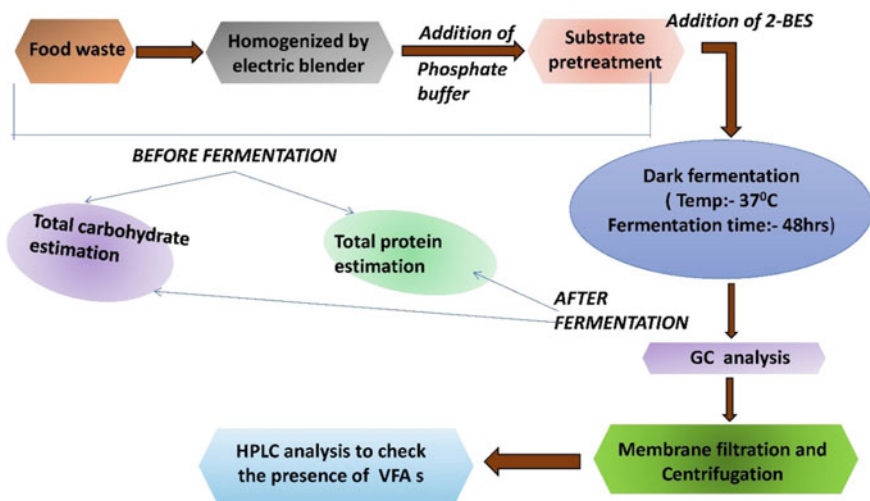 Food waste
Homogenized by
electric blender
Addition of
Phosphate
buffer
Substrate
pretreatment
Addition of 2-BES
BEFORE FERMENTATION
Total carbohydrate
estimation
Total protein
estimation
Dark fermentation
( Temp:- 37⁰C
Fermentation time:- 48hrs)
AFTER
FERMENTATION
GC analysis
Membrane filtration and
Centrifugation
HPLC analysis to check
the presence of VFA s